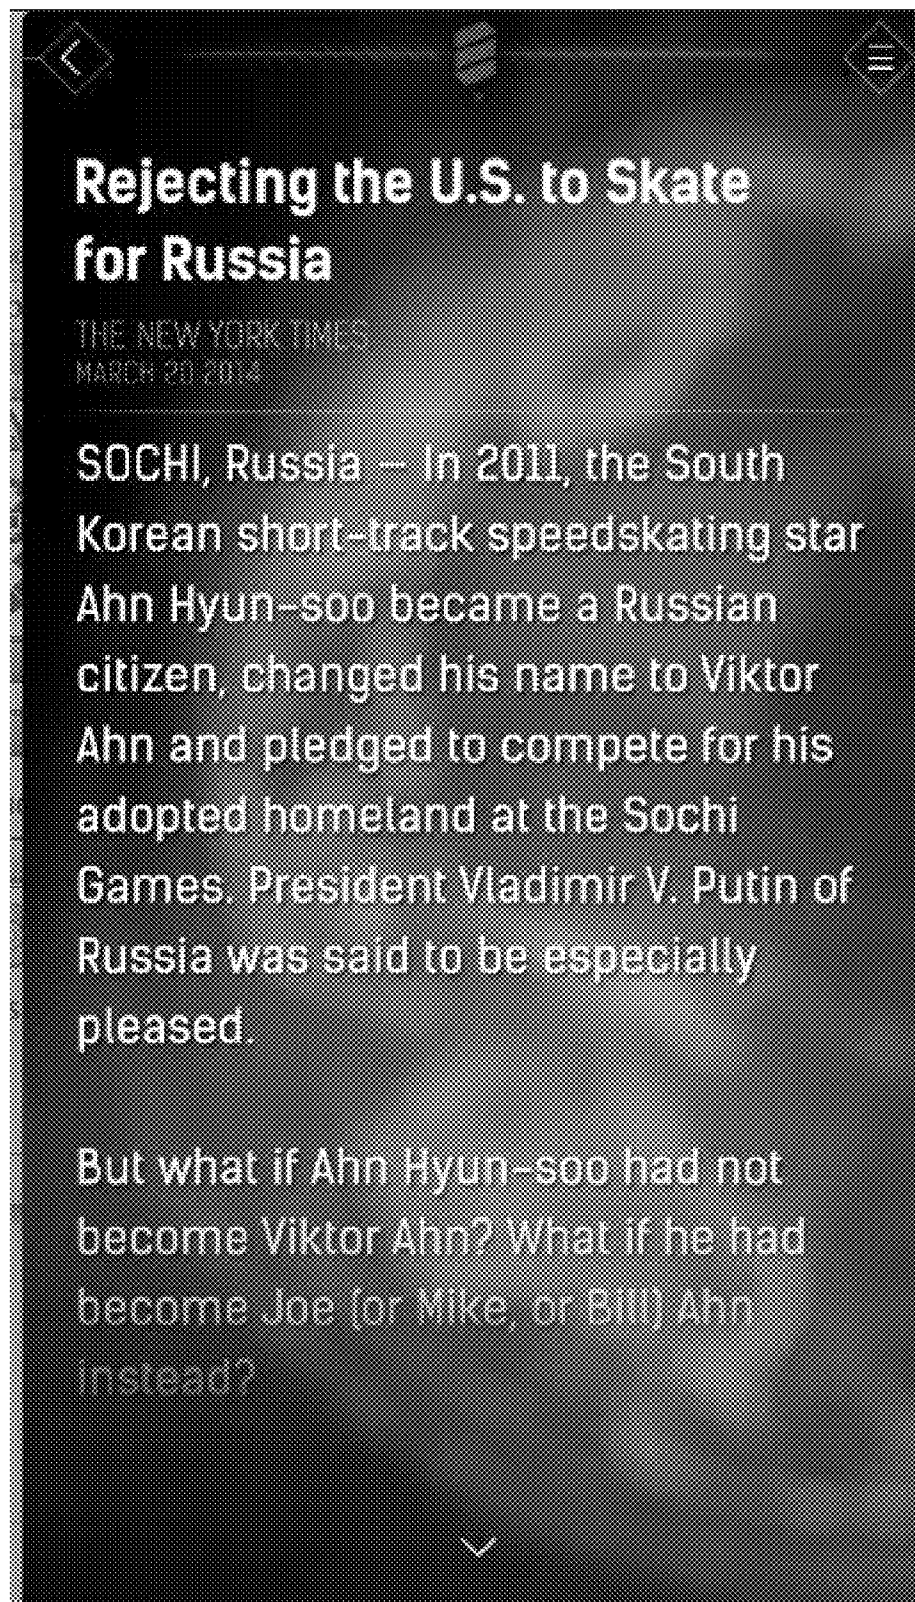 Rejecting the U.S. to Skate
for Russia
THE NEW YORK TIMES
MARCH 20 2014
SOCHI, Russia – In 2011, the South
Korean short-track speedskating star
Ahn Hyun-soo became a Russian
citizen, changed his name to Viktor
Ahn and pledged to compete for his
adopted homeland at the Sochi
Games. President Vladimir V. Putin of
Russia was said to be especially
pleased.
But what if Ahn Hyun-soo had not
become Viktor Ahn? What if he had
become Joe (or Mike, or Bill) Ahn
instead?